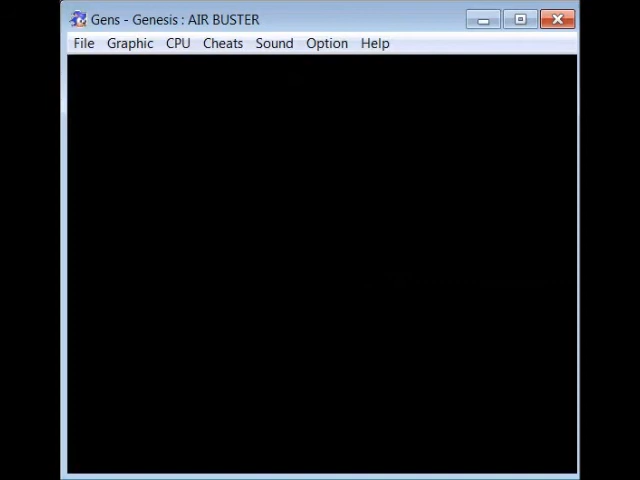 Gens - Genesis : AIR BUSTER
File Graphic CPU Cheats Sound Option Help